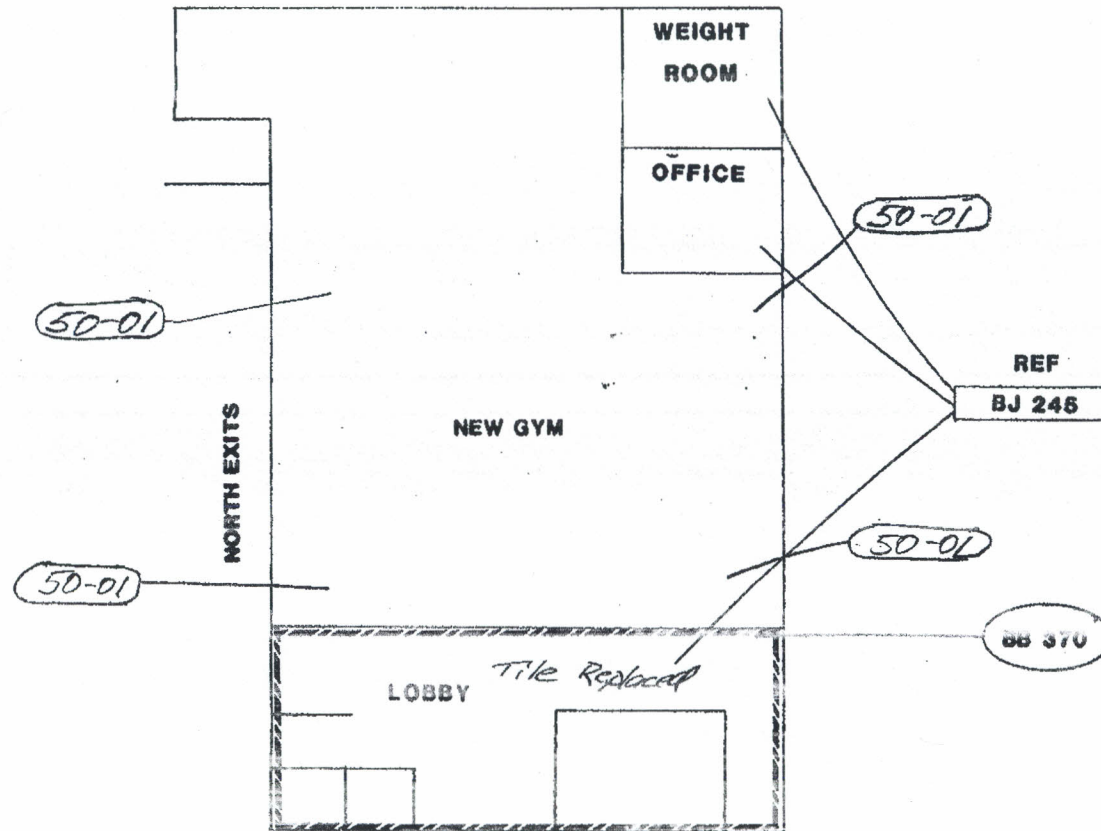 WEIGHT
ROOM
OFFICE
50-01
50-01
REF
BJ 245
NEW GYM
NORTH EXITS
50-01
50-01
BB 370
Tile Replaced
LOBBY